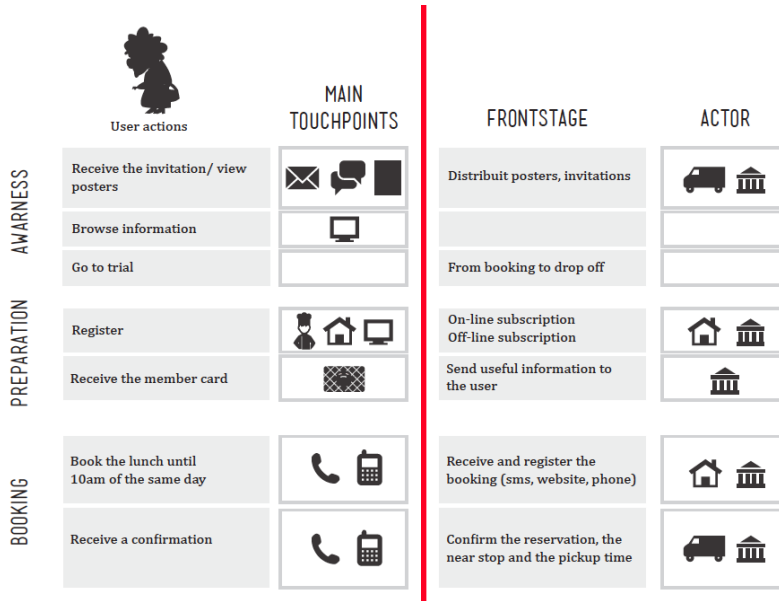 MAIN
TOUCHPOINTS
FRONTSTAGE
ACTOR
User actions
AWARNESS
Receive the invitation/ view
posters
Distribuit posters, invitations
Browse information
Go to trial
From booking to drop off
PREPARATION
Register
On-line subscription
Off-line subscription
Receive the member card
Send useful information to
the user
BOOKING
Book the lunch until
10am of the same day
Receive and register the
booking (sms, website, phone)
Receive a confirmation
Confirm the reservation, the
near stop and the pickup time